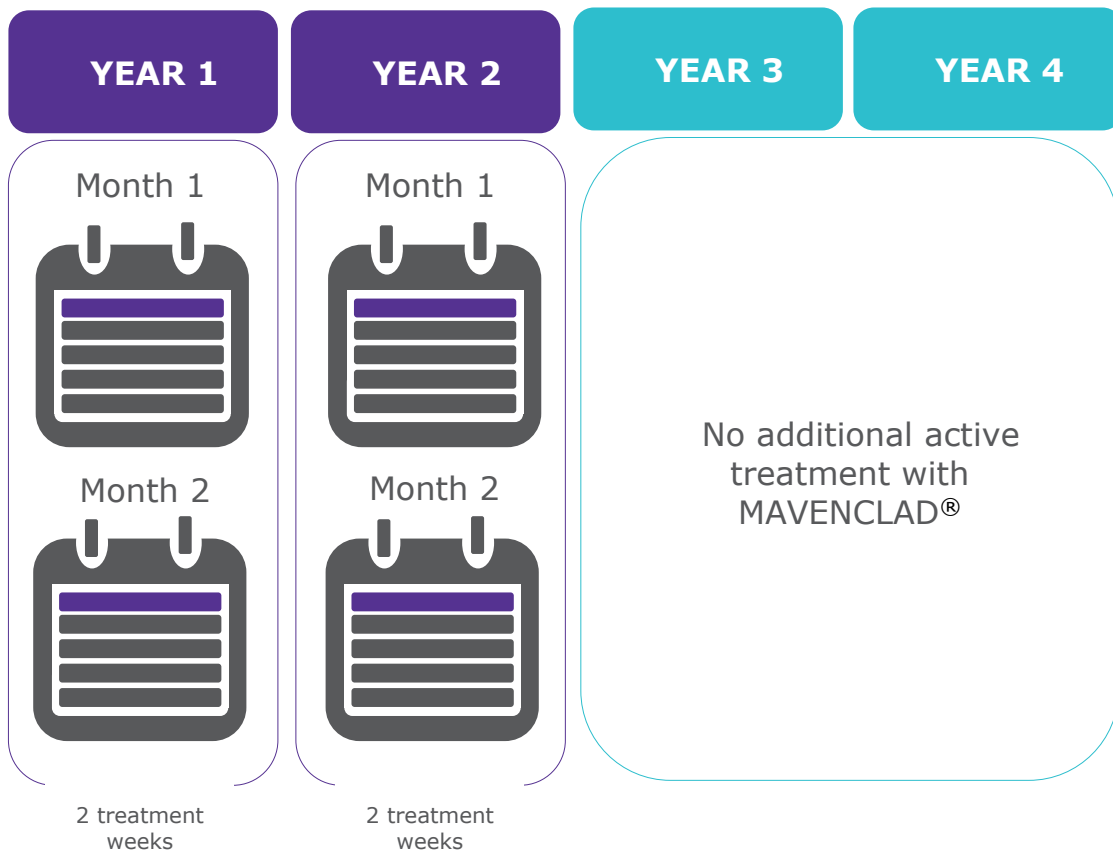 YEAR 1
YEAR 2
YEAR 3
YEAR 4
Month 1
Month 2
2 treatment
weeks
Month 1
Month 2
2 treatment
weeks
No additional active
treatment with
MAVENCLAD®